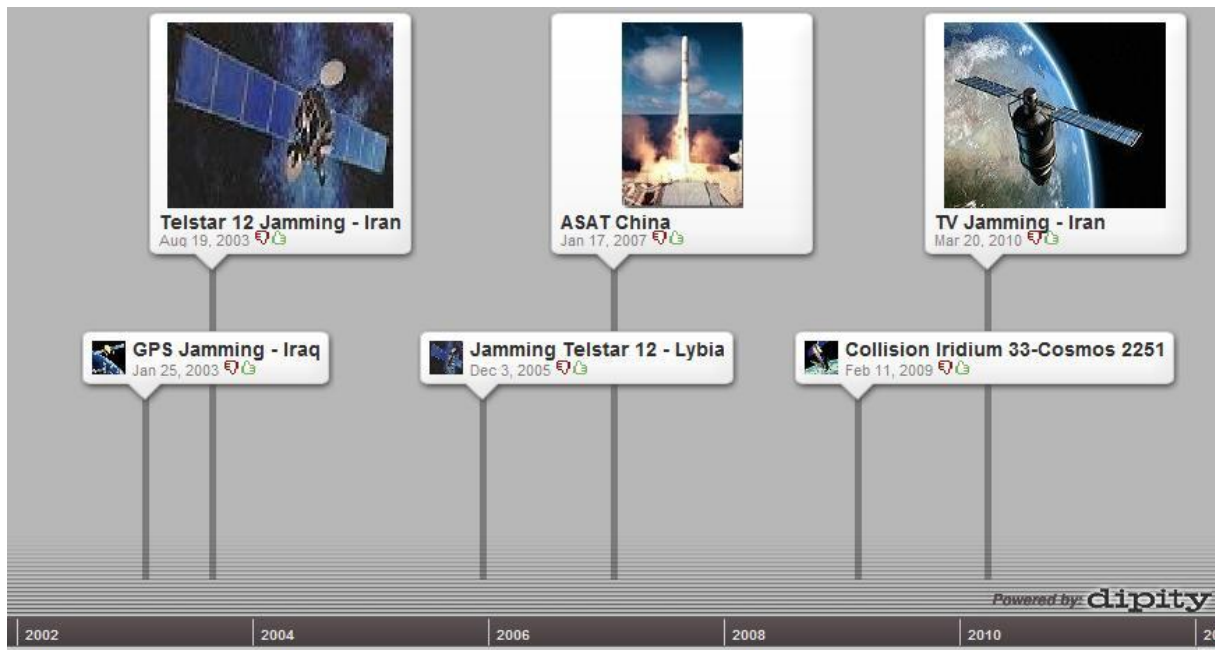 Telstar 12 Jamming - Iran
Aug 19, 2003
ASAT China
Jan 17, 2007
TV Jamming - Iran
Mar 20, 2010
GPS Jamming - Iraq
Jan 25, 2003
Jamming Telstar 12 - Lybia
Dec 3, 2005
Collision Iridium 33-Cosmos 2251
Feb 11, 2009
Powered by: dipity
2002 2004 2006 2008 2010